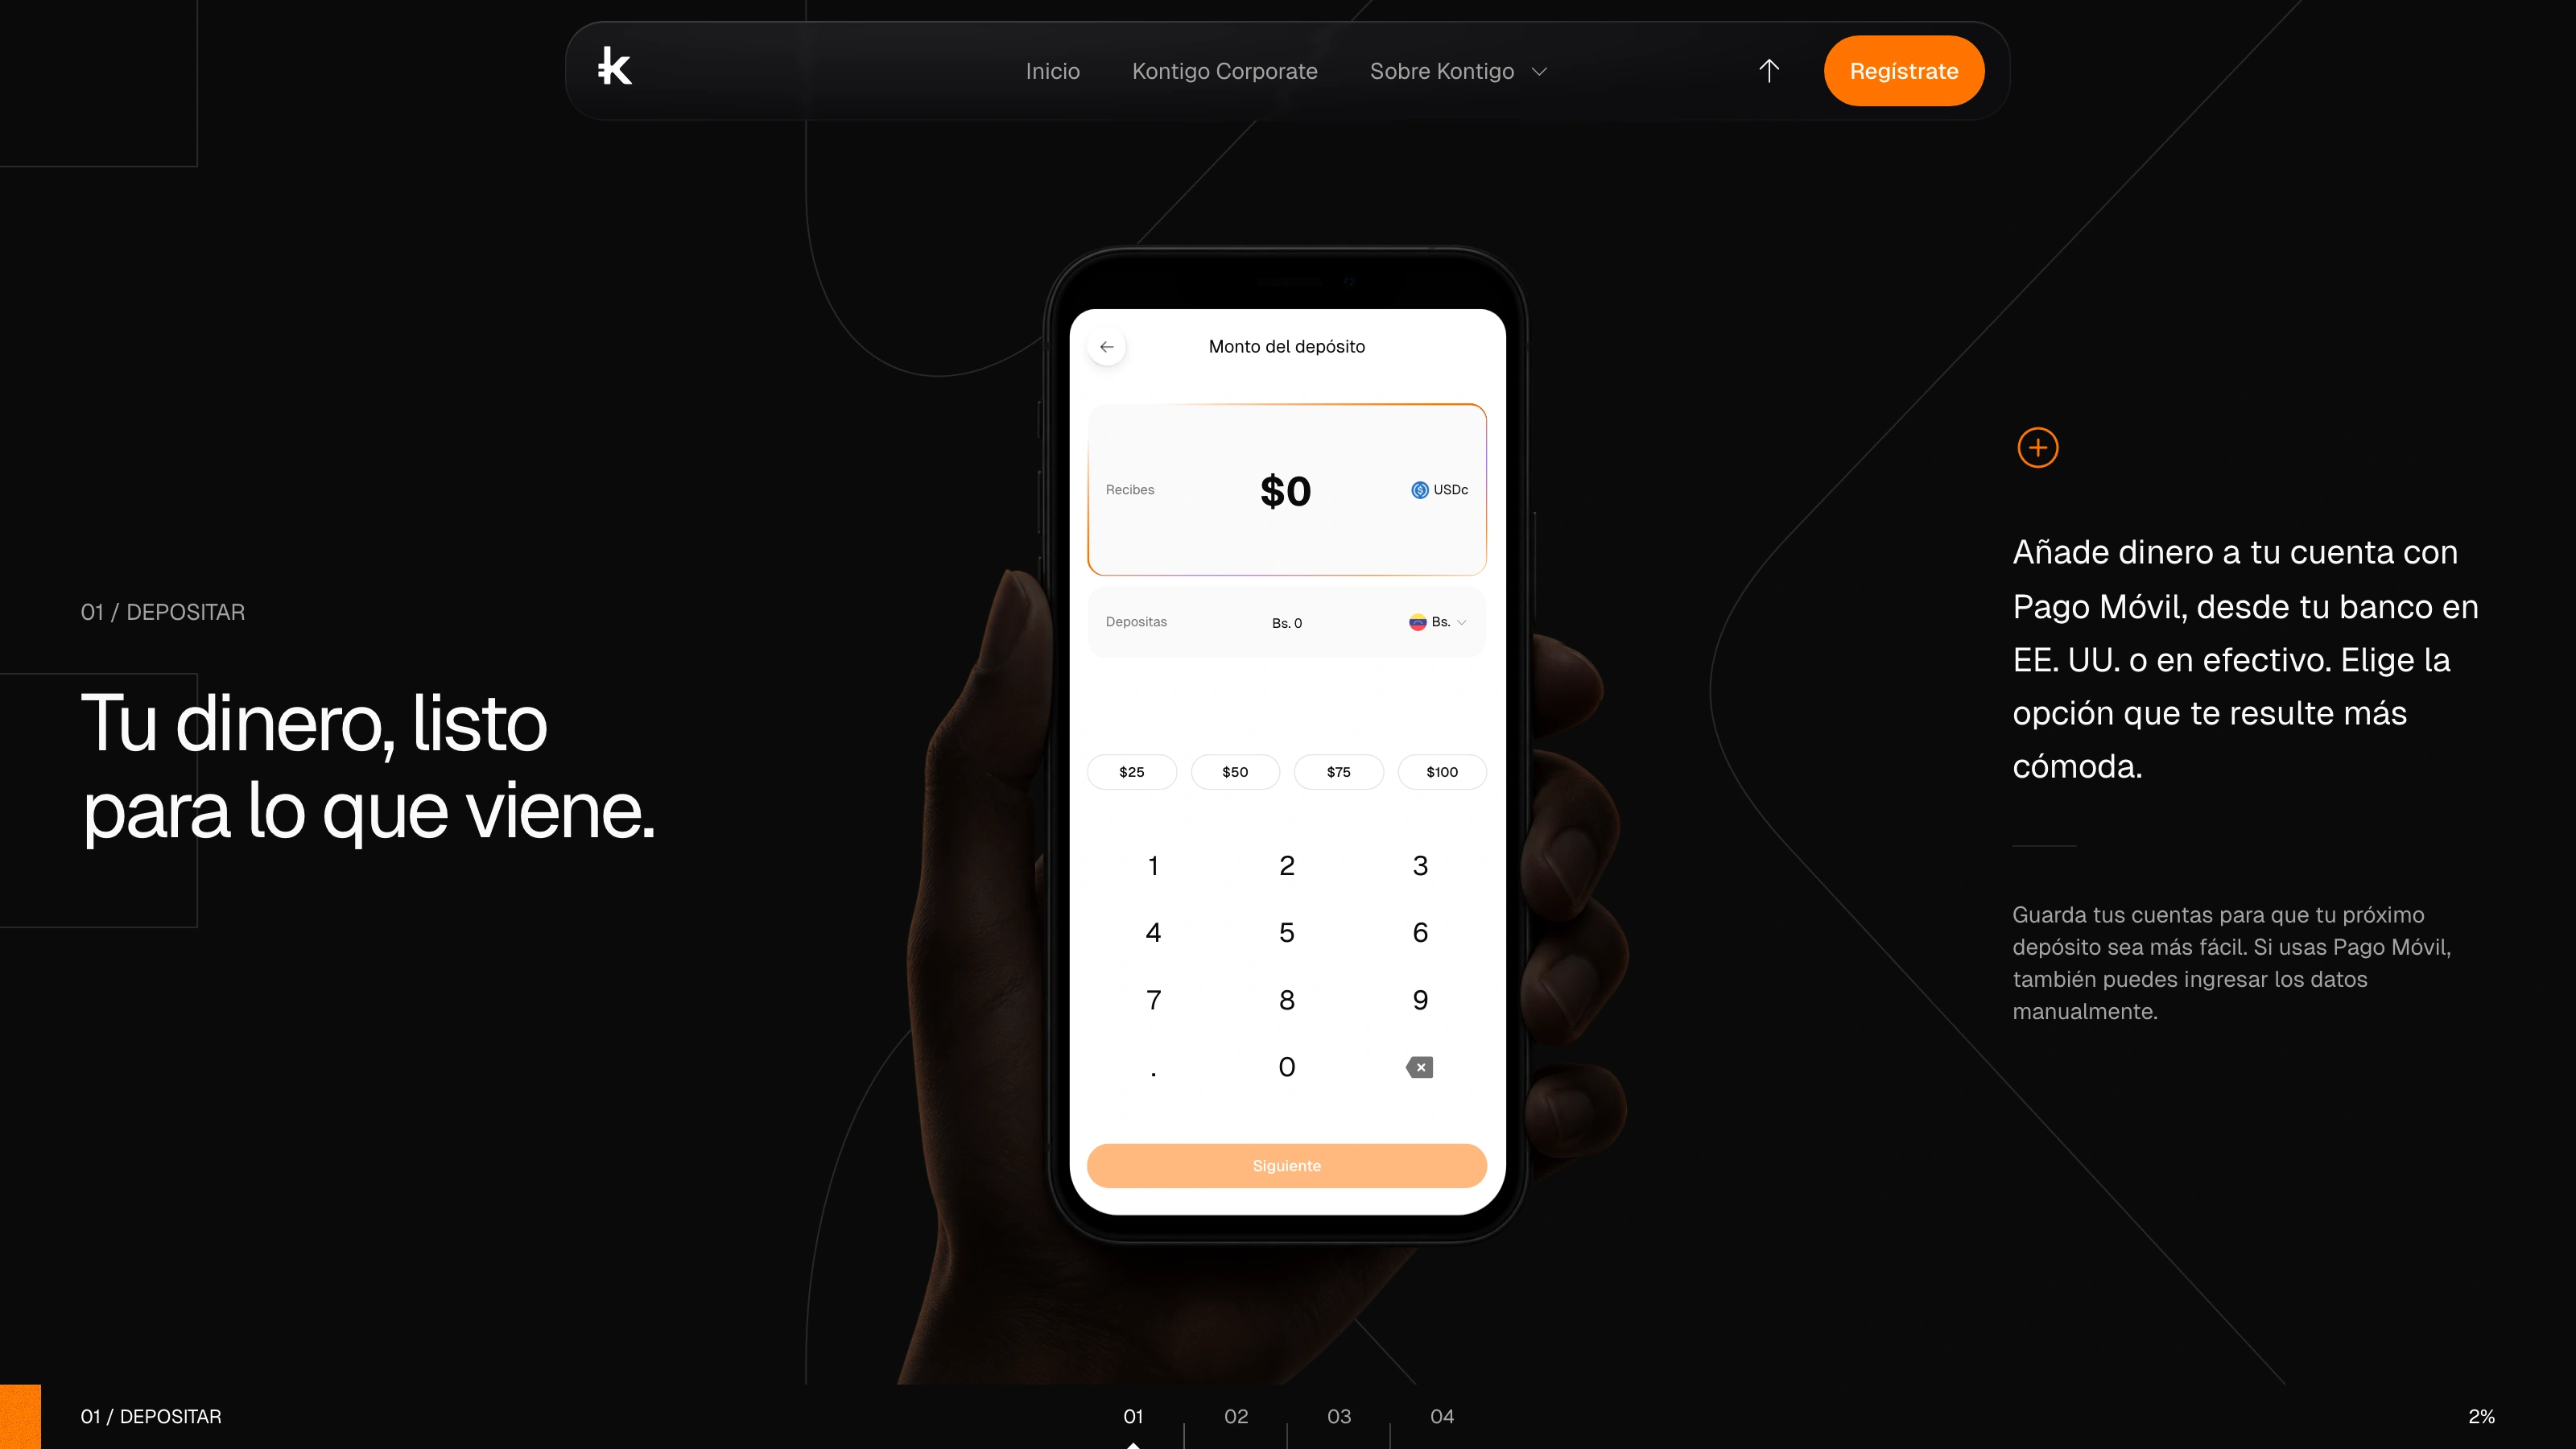 Inicio
Kontigo Corporate
Sobre Kontigo
Regístrate
01 / DEPOSITAR
Tu dinero, listo
para lo que viene.
Monto del depósito
Recibes
$0
USDc
Depositas
Bs. 0
Bs.
$25
$50
$75
$100
1
2
3
4
5
6
7
8
9
.
0
Siguiente
Añade dinero a tu cuenta con
Pago Móvil, desde tu banco en
EE. UU. o en efectivo. Elige la
opción que te resulte más
cómoda.
Guarda tus cuentas para que tu próximo
depósito sea más fácil. Si usas Pago Móvil,
también puedes ingresar los datos
manualmente.
01 / DEPOSITAR
01
02
03
04
2%